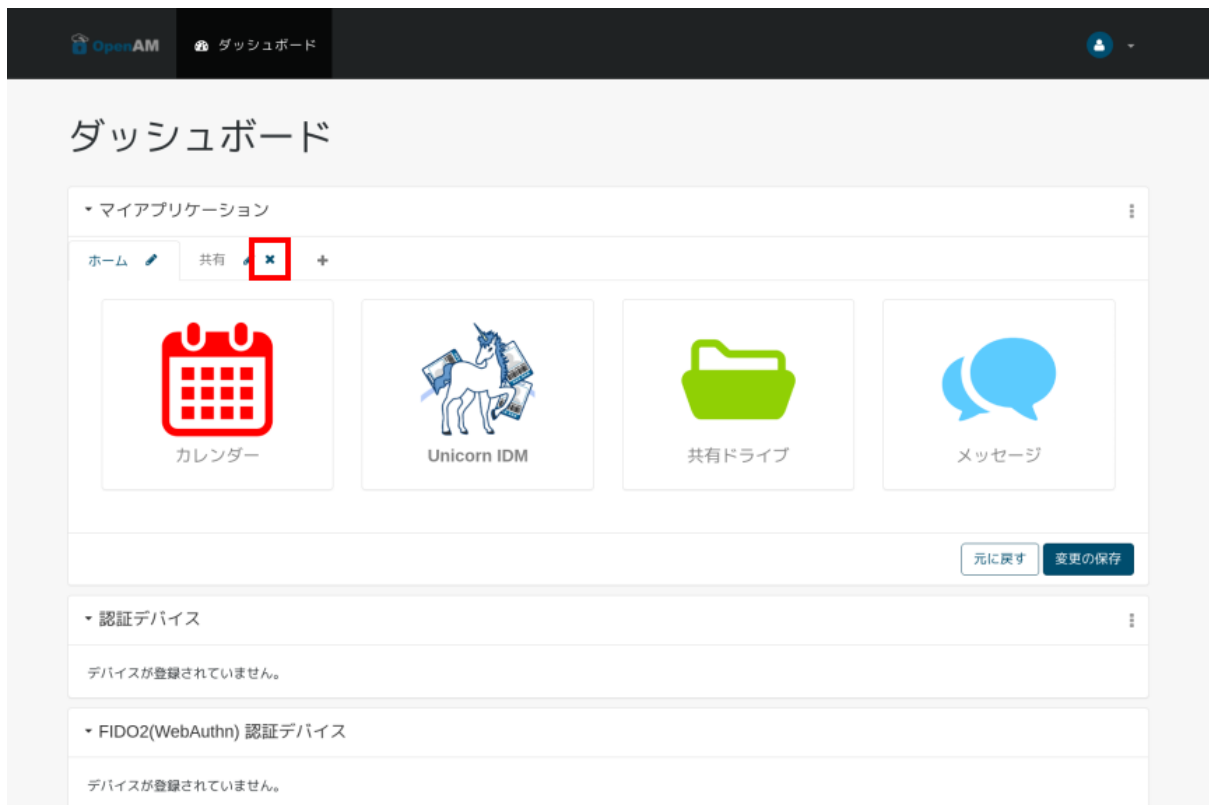 OpenAM ダッシュボード
ダッシュボード
マイアプリケーション
ホーム 共有
カレンダー Unicorn IDM 共有ドライブ メッセージ
元に戻す 変更の保存
認証デバイス
デバイスが登録されていません。
FIDO2(WebAuthn) 認証デバイス
デバイスが登録されていません。